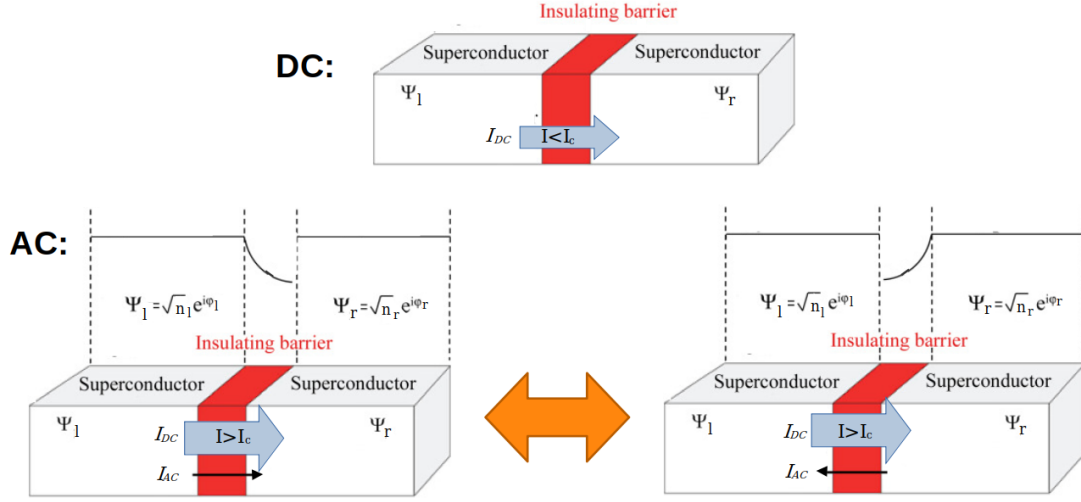 Insulating barrier
DC:
Superconductor Superconductor
Ψl Ψr
IDC I<Ic
AC:
Ψl=√nl eiφl Ψr=√nr eiφr Ψl=√nl eiφl Ψr=√nr eiφr
Insulating barrier Insulating barrier
Superconductor Superconductor Superconductor Superconductor
Ψl Ψr Ψl Ψr
IDC I>Ic IDC I>Ic
IAC IAC